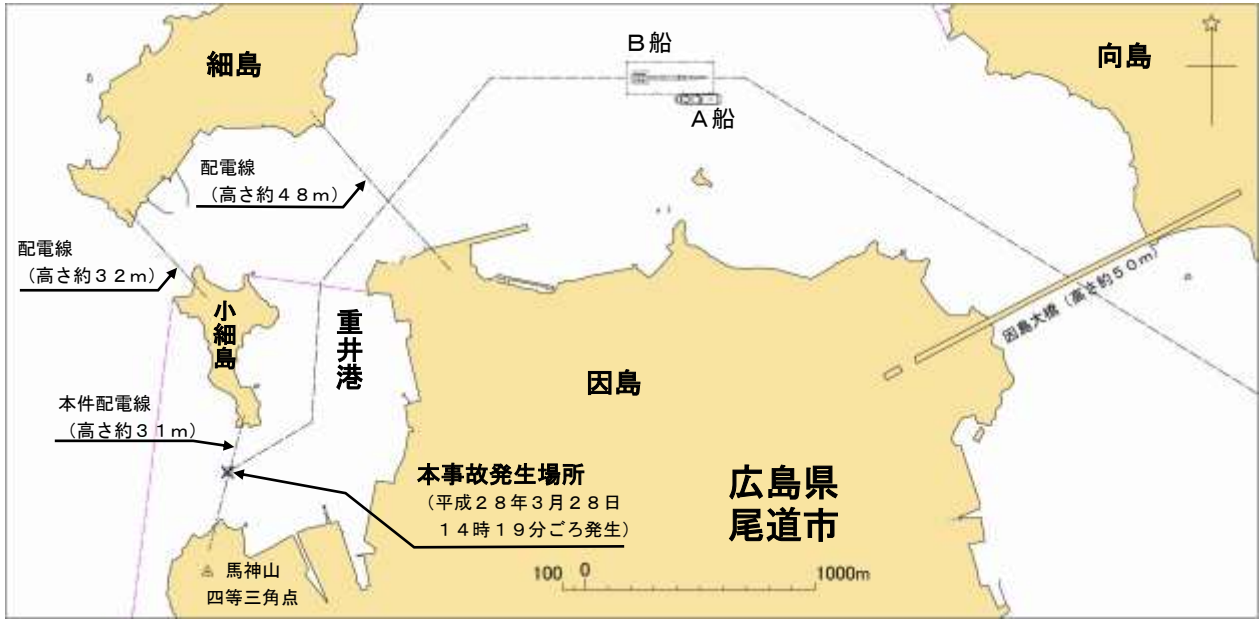 細島
B船
A船
向島
配電線
(高さ約48m)
配電線
(高さ約32m)
小細島
重井港
因島大橋(高さ約50m)
因島
本件配電線
(高さ約31m)
本事故発生場所
(平成28年3月28日
14時19分ごろ発生)
広島県
尾道市
馬神山
四等三角点
100 0 1000m